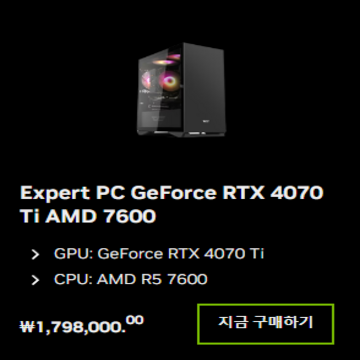 Expert PC GeForce RTX 4070
Ti AMD 7600
GPU: GeForce RTX 4070 Ti
CPU: AMD R5 7600
₩1,798,000.00
지금 구매하기